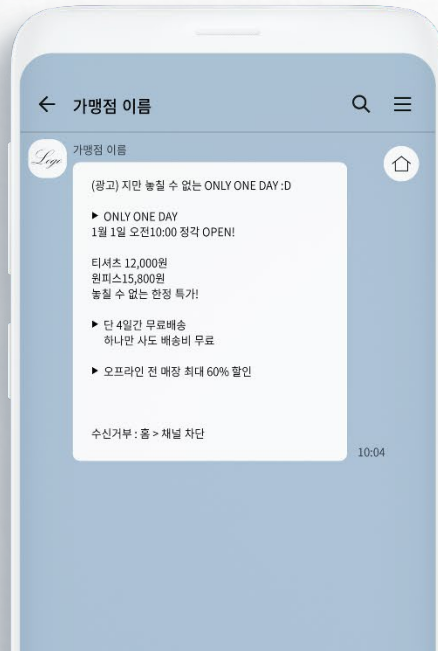 가맹점 이름
Logo
가맹점 이름
(광고) 지만 놓칠 수 없는 ONLY ONE DAY :D
▶ ONLY ONE DAY
1월 1일 오전10:00 정각 OPEN!
티셔츠 12,000원
원피스15,800원
놓칠 수 없는 한정 특가!
▶ 단 4일간 무료배송
하나만 사도 배송비 무료
▶ 오프라인 전 매장 최대 60% 할인
수신거부 : 홈 > 채널 차단
10:04